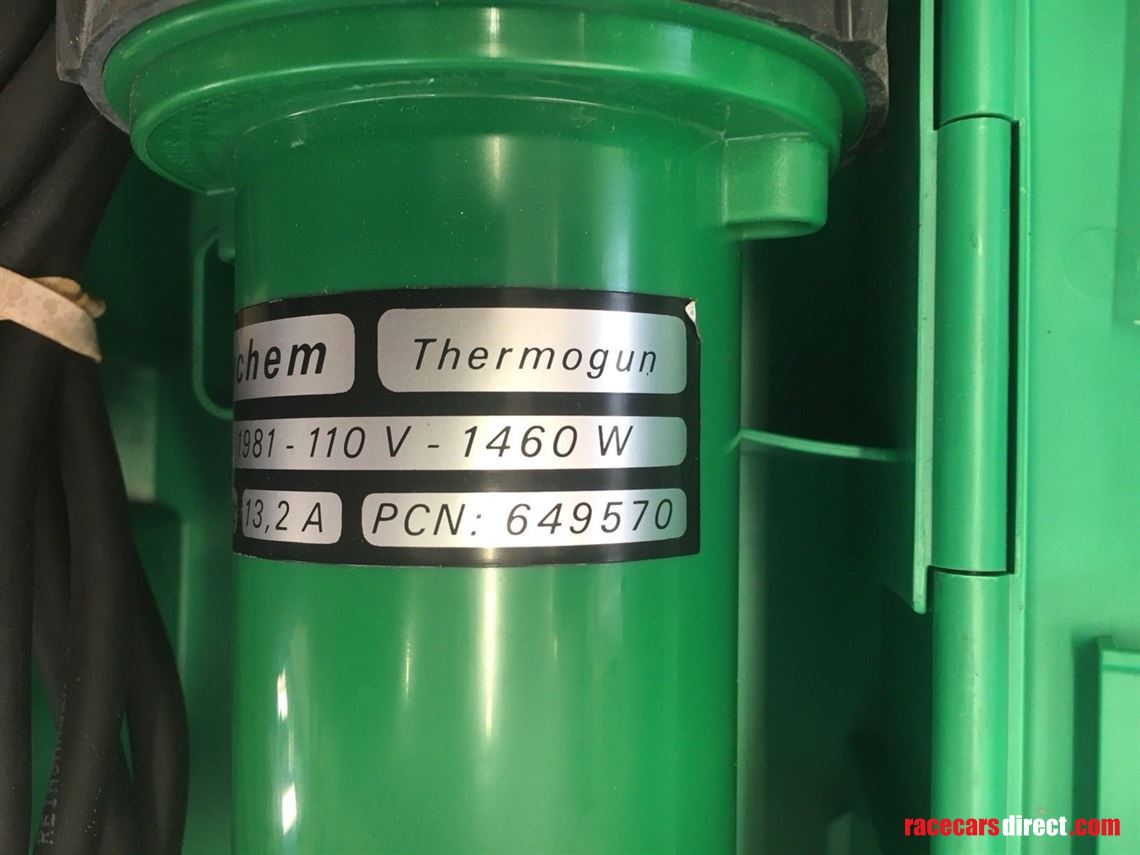 chem Thermogun
1981 - 110 V - 1460 W
13,2 A PCN: 649570
racecarsdirect.com